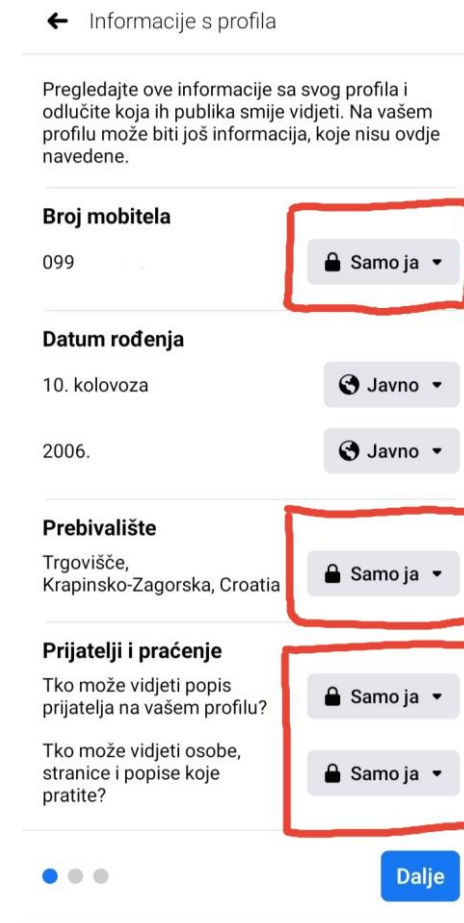 Informacije s profila
Pregledajte ove informacije sa svog profila i
odlučite koja ih publika smije vidjeti. Na vašem
profilu može biti još informacija, koje nisu ovdje
navedene.
Broj mobitela
099
Samo ja
Datum rođenja
10. kolovoza
Javno
2006.
Javno
Prebivalište
Trgovišče,
Krapinsko-Zagorska, Croatia
Samo ja
Prijatelji i praćenje
Tko može vidjeti popis
prijatelja na vašem profilu?
Samo ja
Tko može vidjeti osobe,
stranice i popise koje
pratite?
Samo ja
Dalje